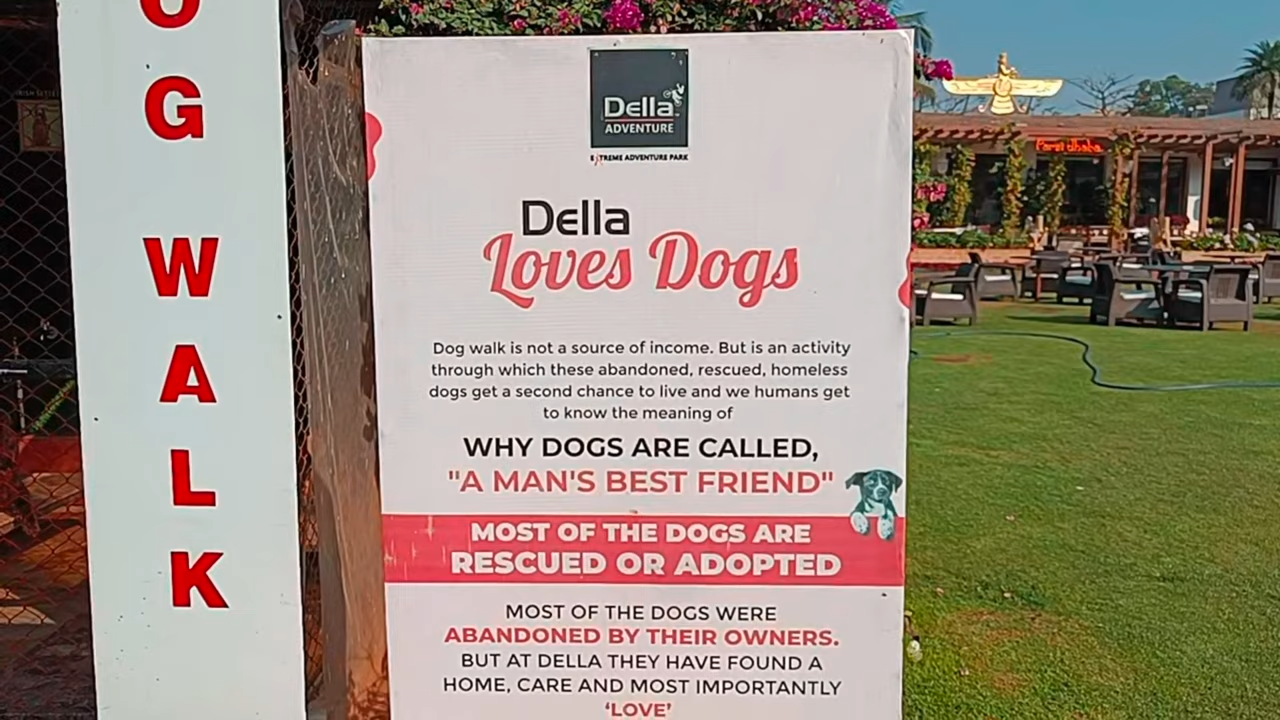 OG
WALK
Della
ADVENTURE
EXTREME ADVENTURE PARK
Della
Loves Dogs
Dog walk is not a source of income. But is an activity
through which these abandoned, rescued, homeless
dogs get a second chance to live and we humans get
to know the meaning of
WHY DOGS ARE CALLED,
"A MAN'S BEST FRIEND"
MOST OF THE DOGS ARE
RESCUED OR ADOPTED
MOST OF THE DOGS WERE
ABANDONED BY THEIR OWNERS.
BUT AT DELLA THEY HAVE FOUND A
HOME, CARE AND MOST IMPORTANTLY
‘LOVE’
Parsi dhaba